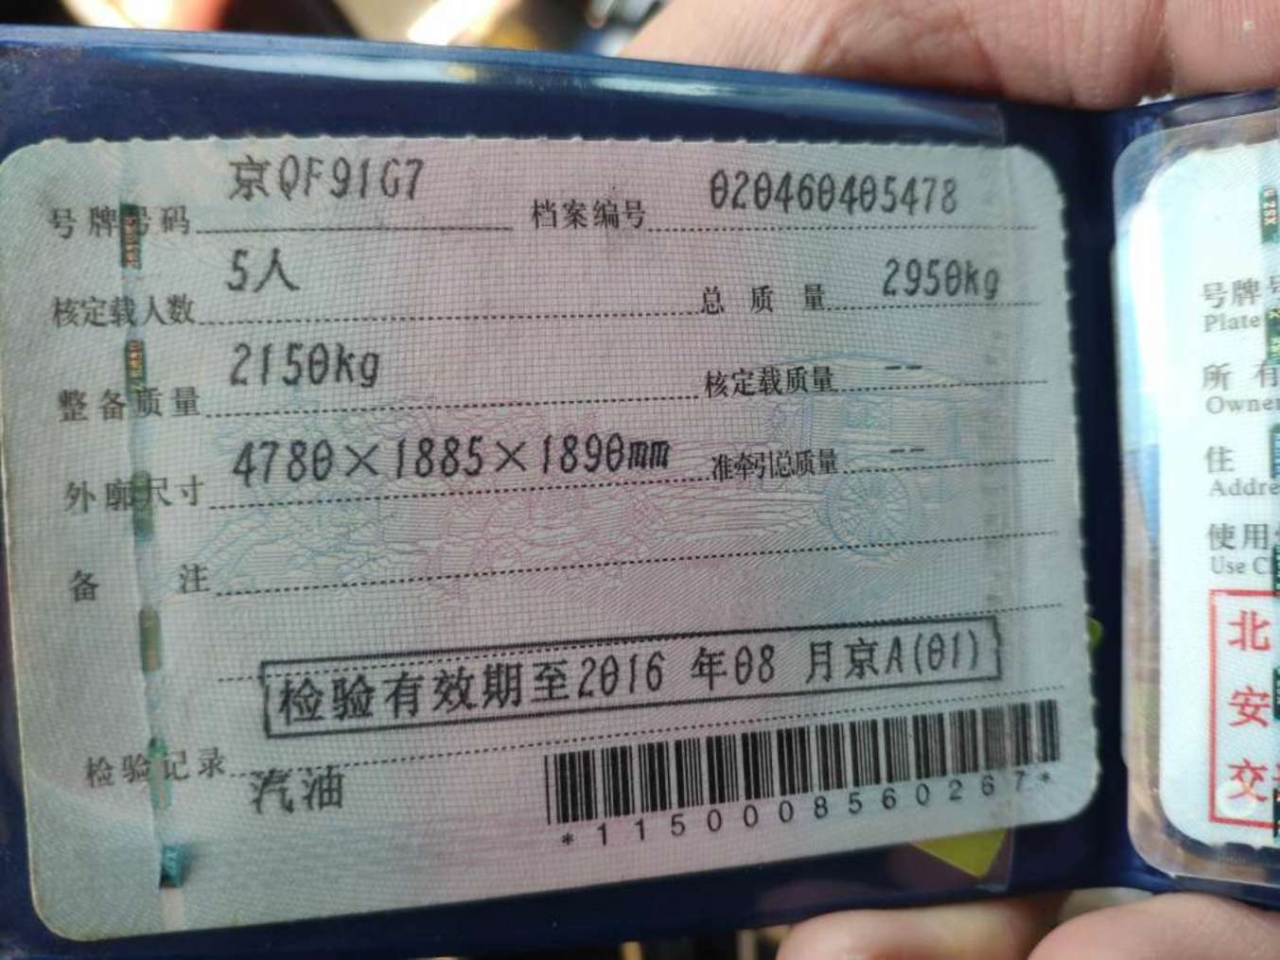 号牌号码 京QF91G7 档案编号 020460405478
核定载人数 5人 总质量 2950kg
整备质量 2150kg 核定载质量 --
外廓尺寸 4780×1885×1890mm 准牵引总质量 --
备注
检验有效期至2016 年08 月京A(01)
检验记录
汽油
*1150008560267*
号牌号
Plate
所有
Owne
住
Addre
使用
Use C
北
安
交